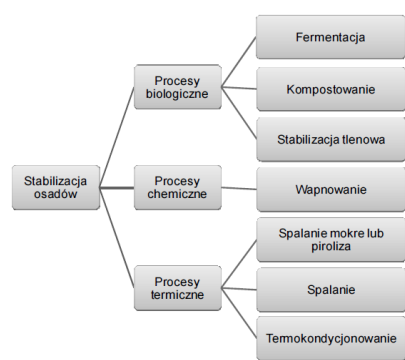 Fermentacja
Procesy
biologiczne
Kompostowanie
Stabilizacja tlenowa
Stabilizacja
osadów
Procesy
chemiczne
Wapnowanie
Spalanie mokre lub
piroliza
Procesy
termiczne
Spalanie
Termokondycjonowanie